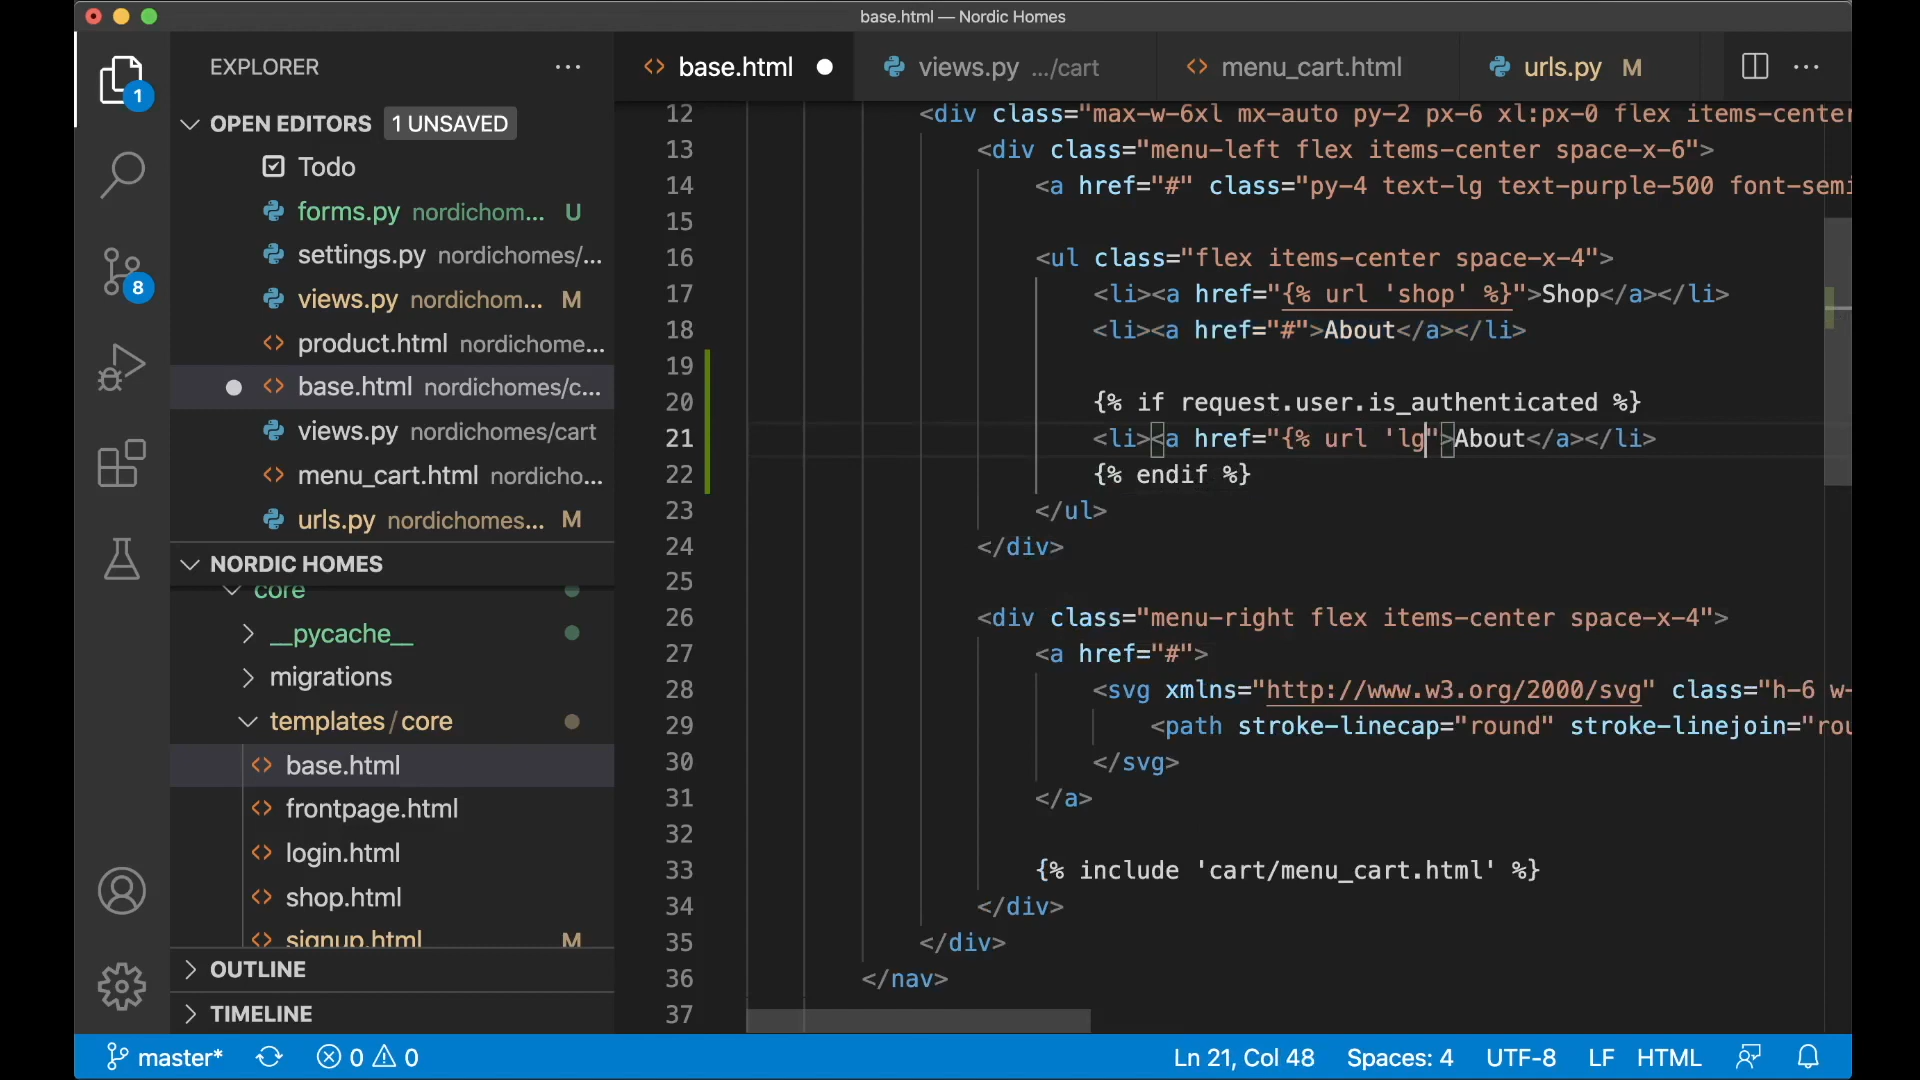 base.html — Nordic Homes
EXPLORER
base.html
views.py .../cart
menu_cart.html
urls.py M
1
OPEN EDITORS 1 UNSAVED
Todo
forms.py nordichom... U
settings.py nordichomes/...
views.py nordichom... M
product.html nordichome...
base.html nordichomes/c...
views.py nordichomes/cart
menu_cart.html nordicho...
urls.py nordichomes... M
8
NORDIC HOMES
core
__pycache__
migrations
templates/core
base.html
frontpage.html
login.html
shop.html
signup.html M
OUTLINE
TIMELINE
12 <div class="max-w-6xl mx-auto py-2 px-6 xl:px-0 flex items-center
13 <div class="menu-left flex items-center space-x-6">
14 <a href="#" class="py-4 text-lg text-purple-500 font-semi
15
16 <ul class="flex items-center space-x-4">
17 <li><a href="{% url 'shop' %}">Shop</a></li>
18 <li><a href="#">About</a></li>
19
20 {% if request.user.is_authenticated %}
21 <li><a href="{% url 'lg">About</a></li>
22 {% endif %}
23 </ul>
24 </div>
25
26 <div class="menu-right flex items-center space-x-4">
27 <a href="#">
28 <svg xmlns="http://www.w3.org/2000/svg" class="h-6 w-
29 <path stroke-linecap="round" stroke-linejoin="rou
30 </svg>
31 </a>
32
33 {% include 'cart/menu_cart.html' %}
34 </div>
35 </div>
36 </nav>
37
master* 0 0 Ln 21, Col 48 Spaces: 4 UTF-8 LF HTML